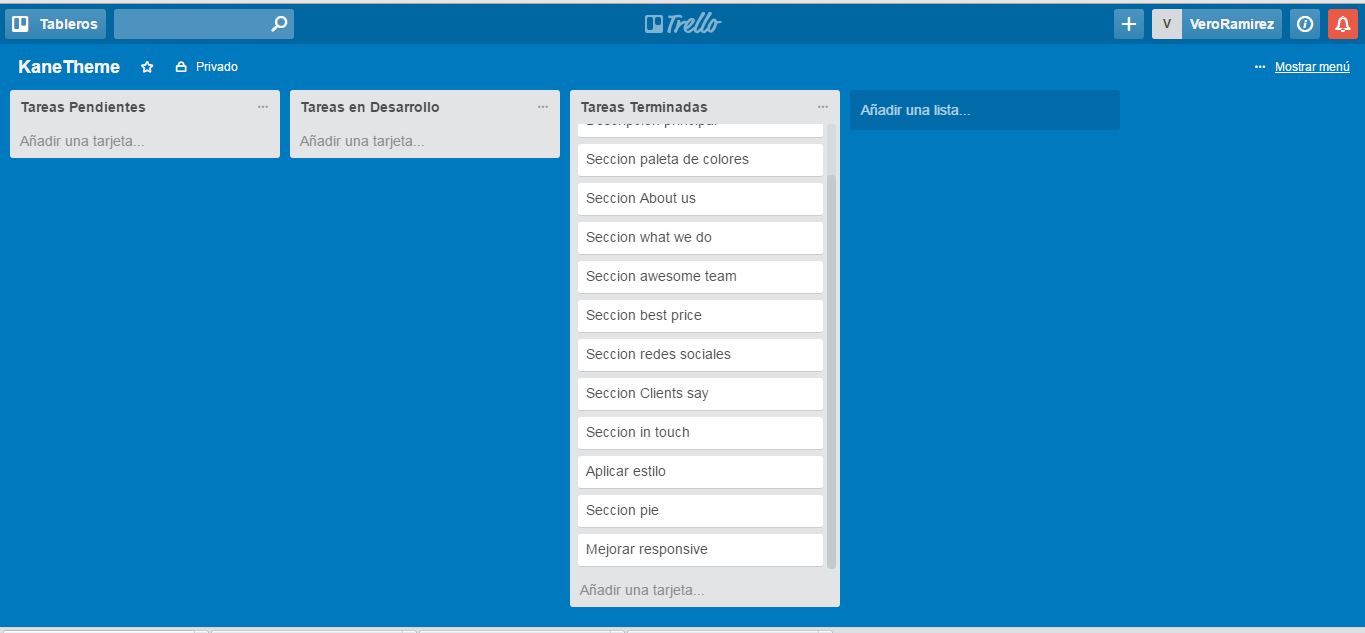 Tableros
Trello
V VeroRamirez
KaneTheme
Privado
Mostrar menú
Tareas Pendientes
Añadir una tarjeta...
Tareas en Desarrollo
Añadir una tarjeta...
Tareas Terminadas
Descripcion principal
Seccion paleta de colores
Seccion About us
Seccion what we do
Seccion awesome team
Seccion best price
Seccion redes sociales
Seccion Clients say
Seccion in touch
Aplicar estilo
Seccion pie
Mejorar responsive
Añadir una tarjeta...
Añadir una lista...